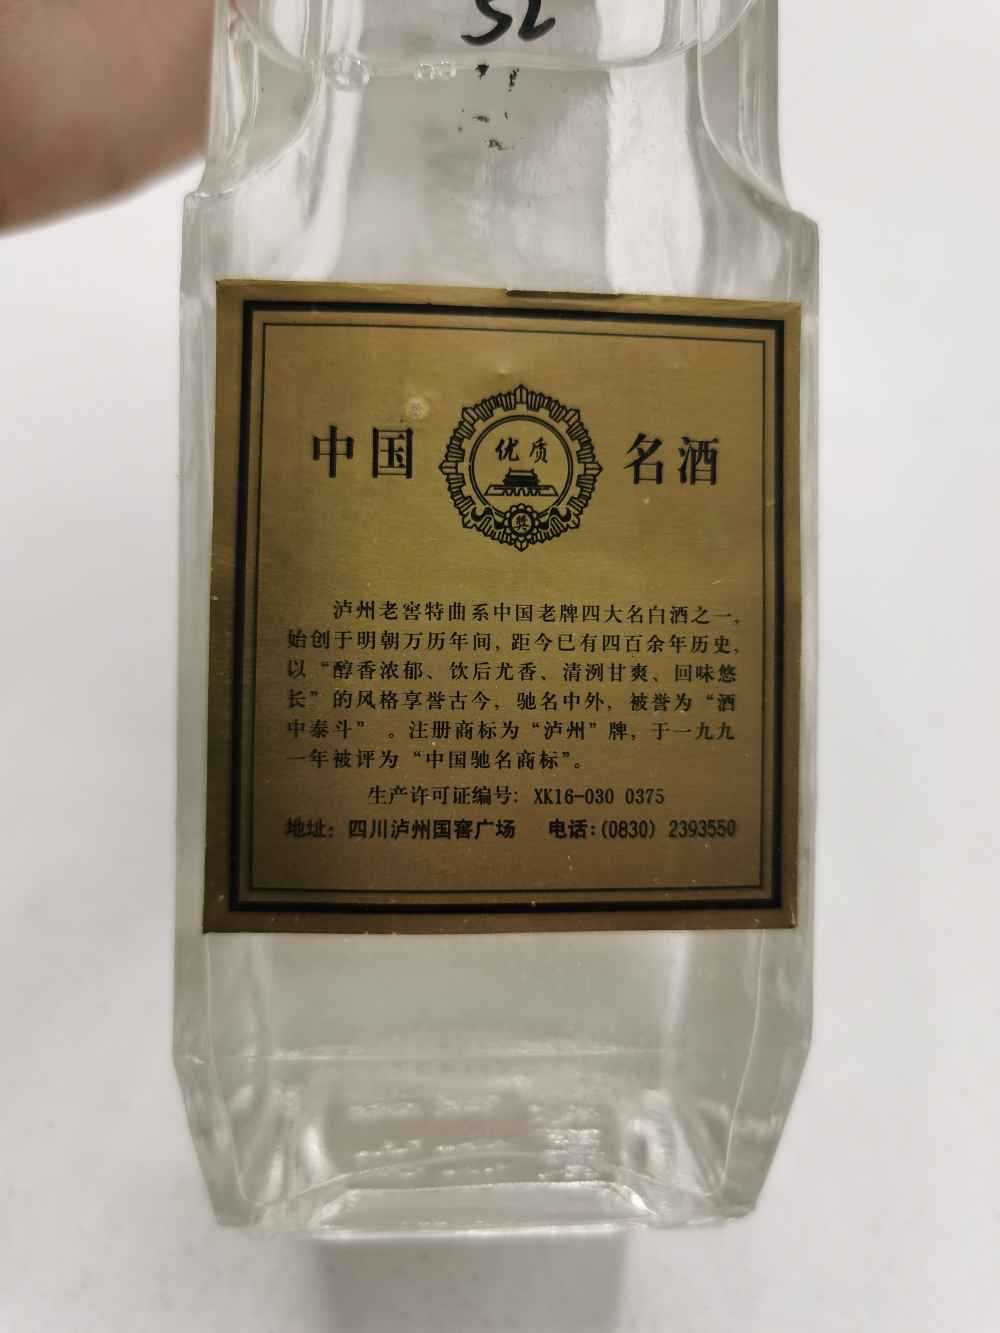 52
中国 优质 奖 名酒
泸州老窖特曲系中国老牌四大名白酒之一,
始创于明朝万历年间, 距今已有四百余年历史,
以“醇香浓郁、饮后尤香、清洌甘爽、回味悠
长”的风格享誉古今, 驰名中外, 被誉为“酒
中泰斗” 。注册商标为“泸州”牌, 于一九九
一年被评为“中国驰名商标”。
生产许可证编号: XK16-030 0375
地址: 四川泸州国窖广场 电话:(0830) 2393550